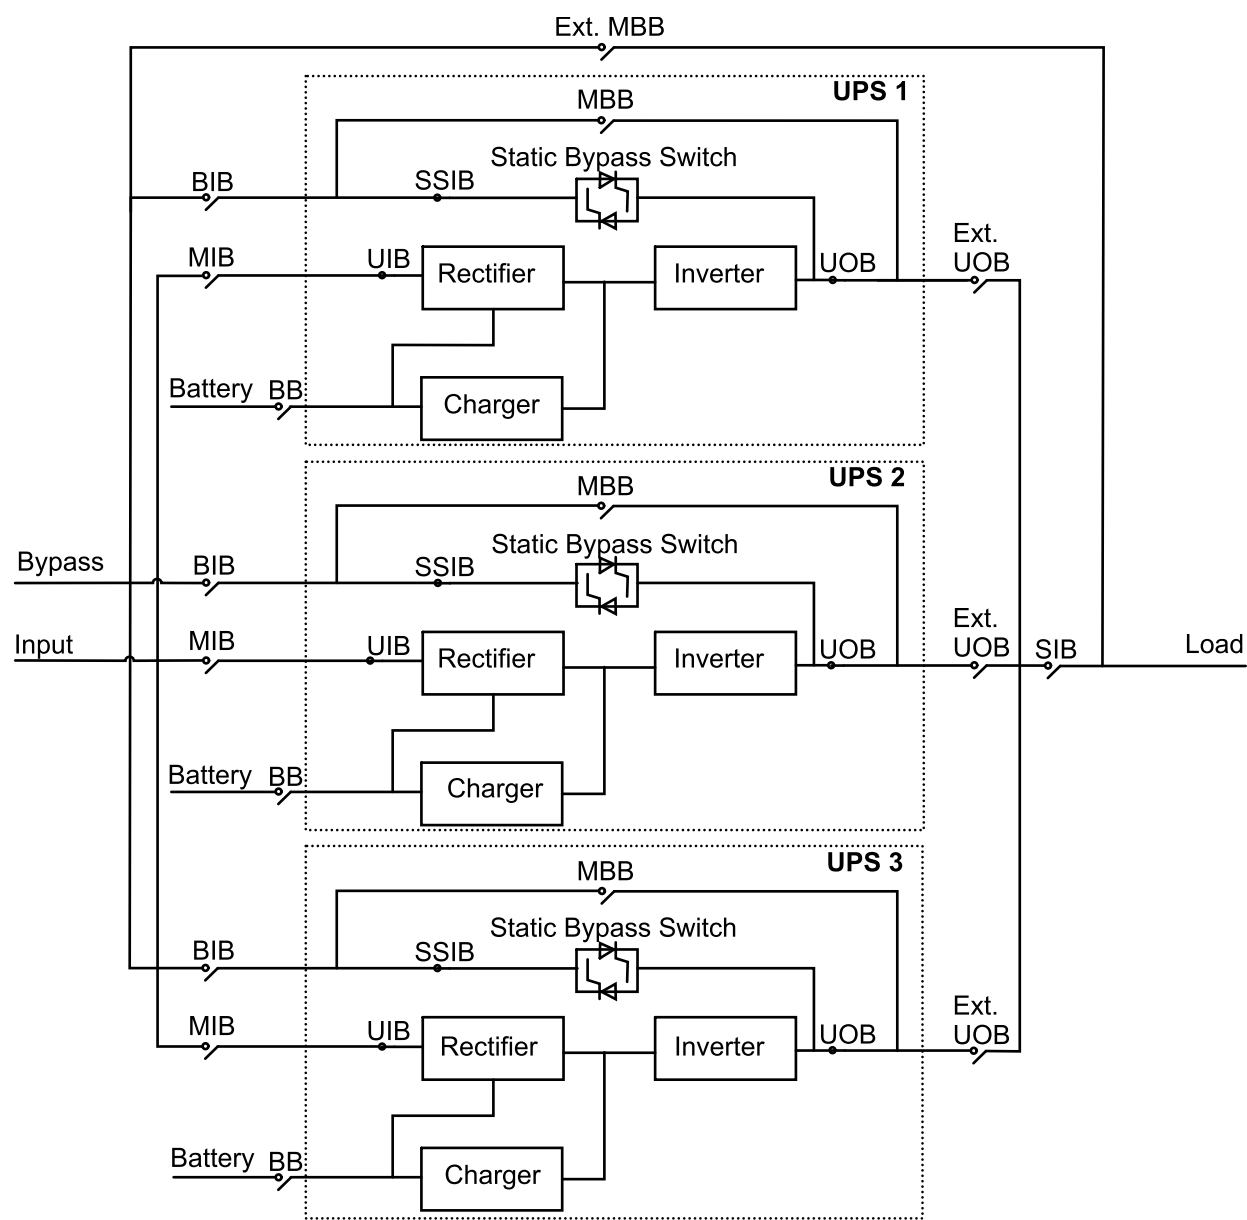 Ext. MBB
UPS 1
MBB
Static Bypass Switch
BIB
SSIB
MIB
UIB
Rectifier
Inverter
UOB
Ext.
UOB
Battery
BB
Charger
UPS 2
MBB
Static Bypass Switch
Bypass
BIB
SSIB
Input
MIB
UIB
Rectifier
Inverter
UOB
Ext.
UOB
SIB
Load
Battery
BB
Charger
UPS 3
MBB
Static Bypass Switch
BIB
SSIB
MIB
UIB
Rectifier
Inverter
UOB
Ext.
UOB
Battery
BB
Charger